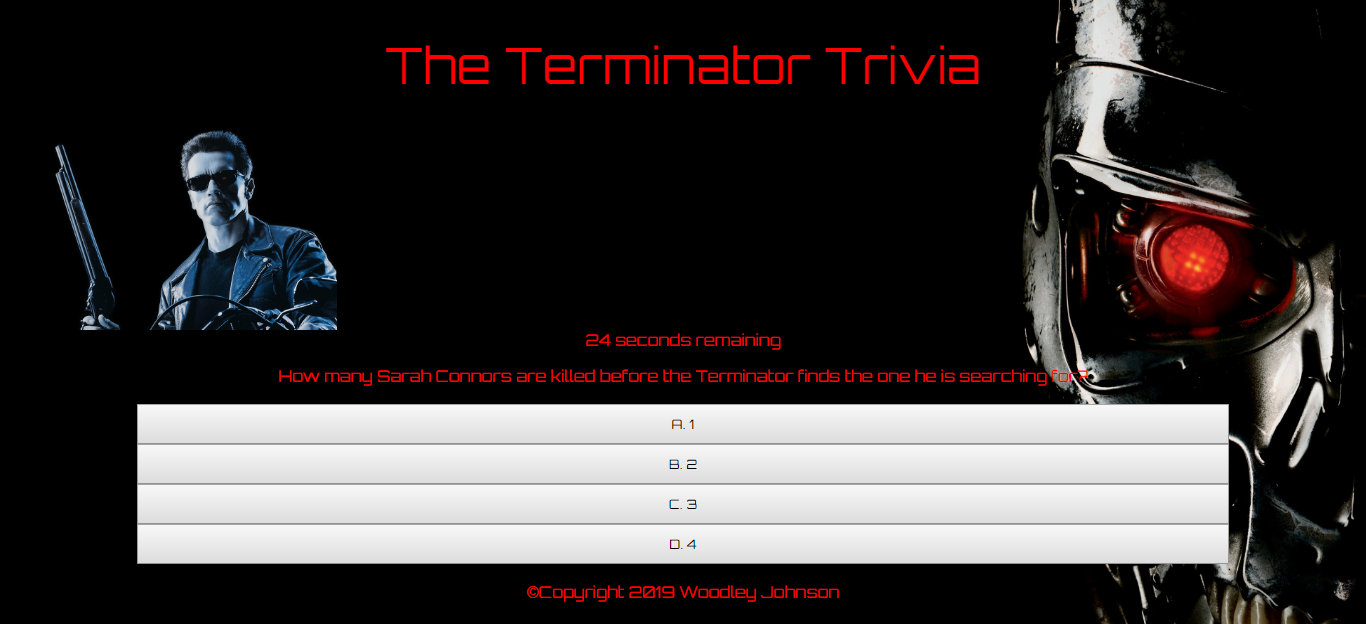 The Terminator Trivia
24 seconds remaining
How many Sarah Connors are killed before the Terminator finds the one he is searching for?
A. 1
B. 2
C. 3
D. 4
©Copyright 2019 Woodley Johnson